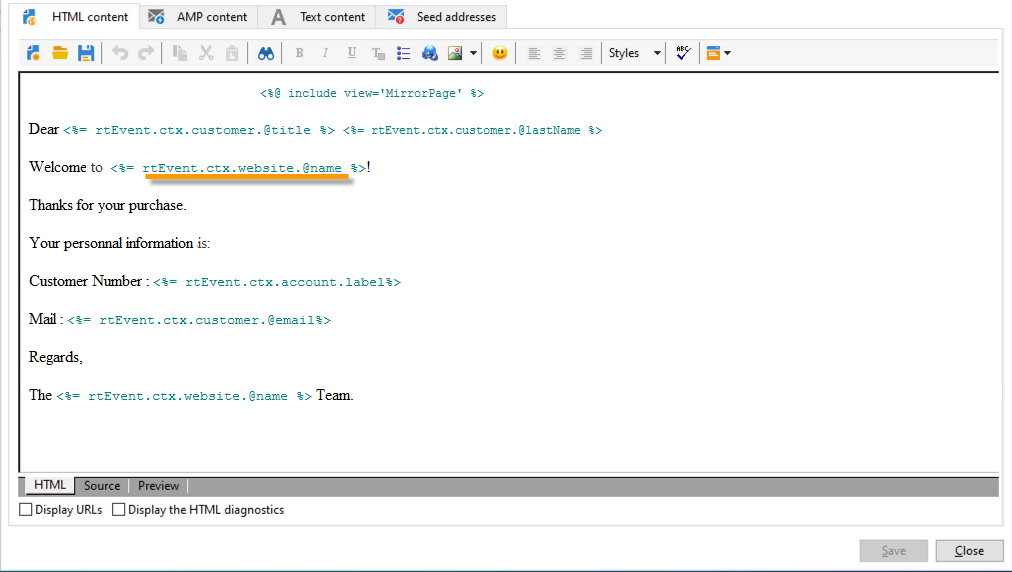 HTML content AMP content Text content Seed addresses
B I U Styles ABC
<%@ include view='MirrorPage' %>
Dear <%= rtEvent.ctx.customer.@title %> <%= rtEvent.ctx.customer.@lastName %>
Welcome to <%= rtEvent.ctx.website.@name %>!
Thanks for your purchase.
Your personnal information is:
Customer Number : <%= rtEvent.ctx.account.label%>
Mail : <%= rtEvent.ctx.customer.@email%>
Regards,
The <%= rtEvent.ctx.website.@name %> Team.
HTML Source Preview
Display URLs Display the HTML diagnostics
Save Close